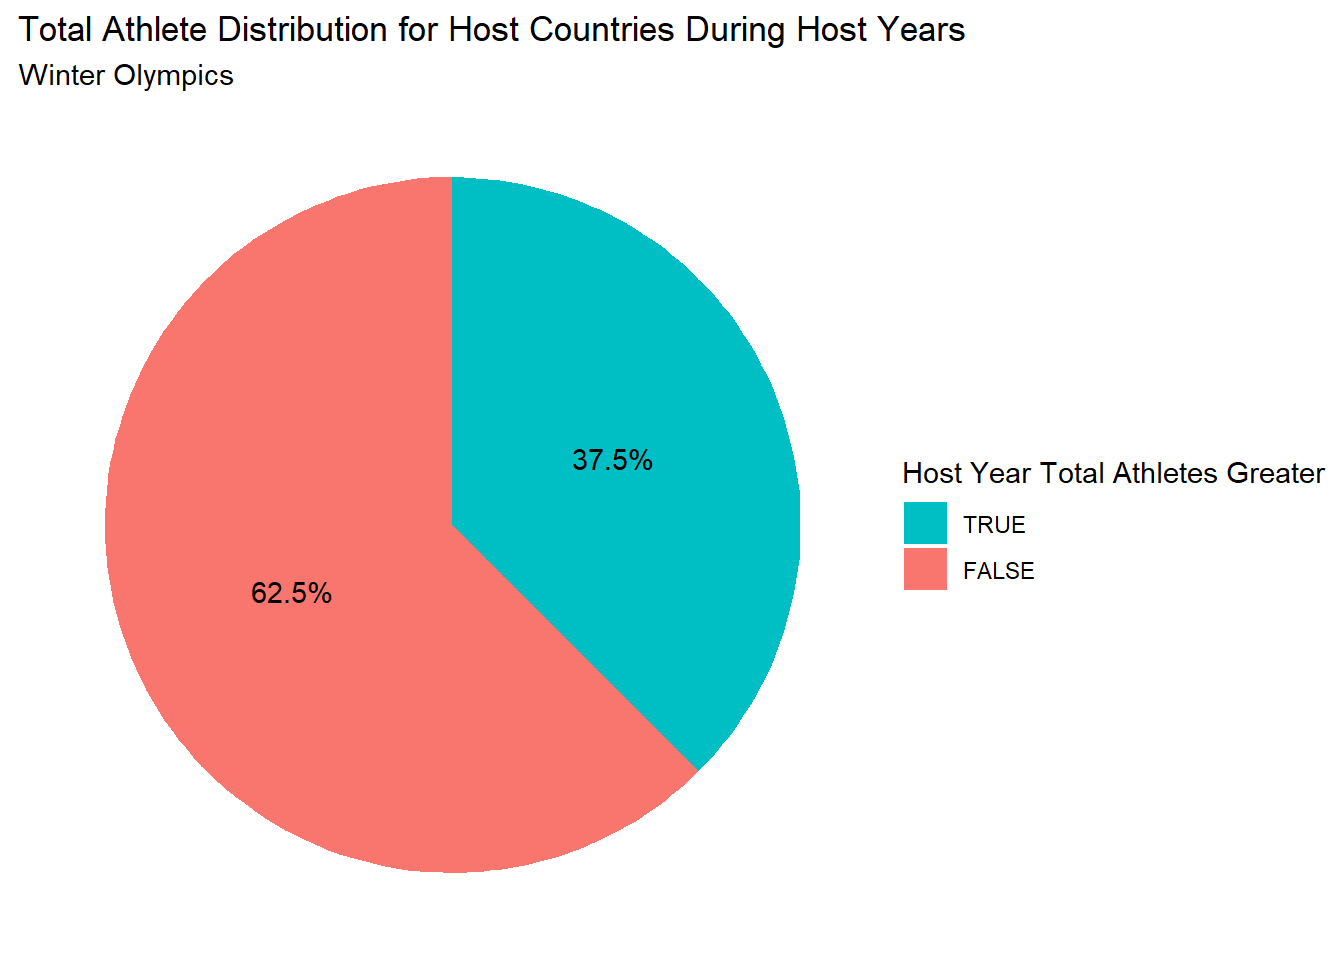 Total Athlete Distribution for Host Countries During Host Years
Winter Olympics
37.5%
62.5%
Host Year Total Athletes Greater
TRUE
FALSE